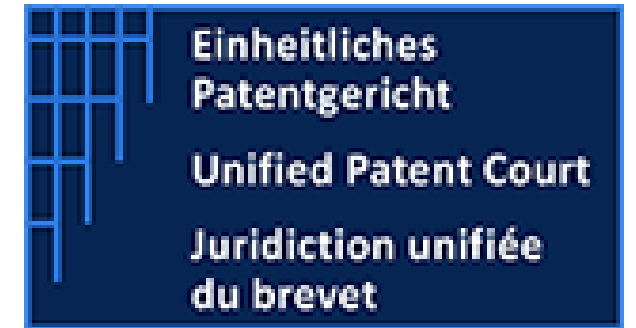 Einheitliches
Patentgericht
Unified Patent Court
Juridiction unifiée
du brevet